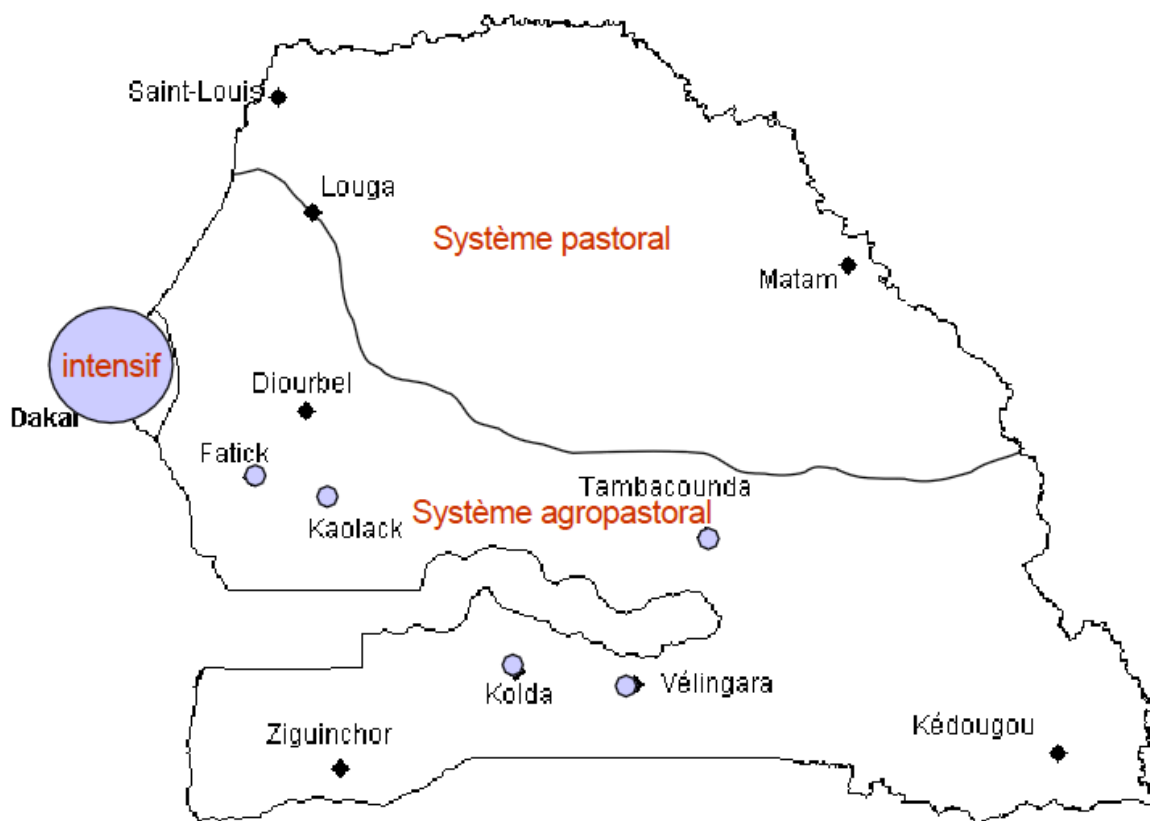 Saint-Louis
Louga
Système pastoral
Matam
intensif
Diourbel
Dakar
Fatick
Tambacounda
Kaolack
Système agropastoral
Kolda
Vélingara
Ziguinchor
Kédougou